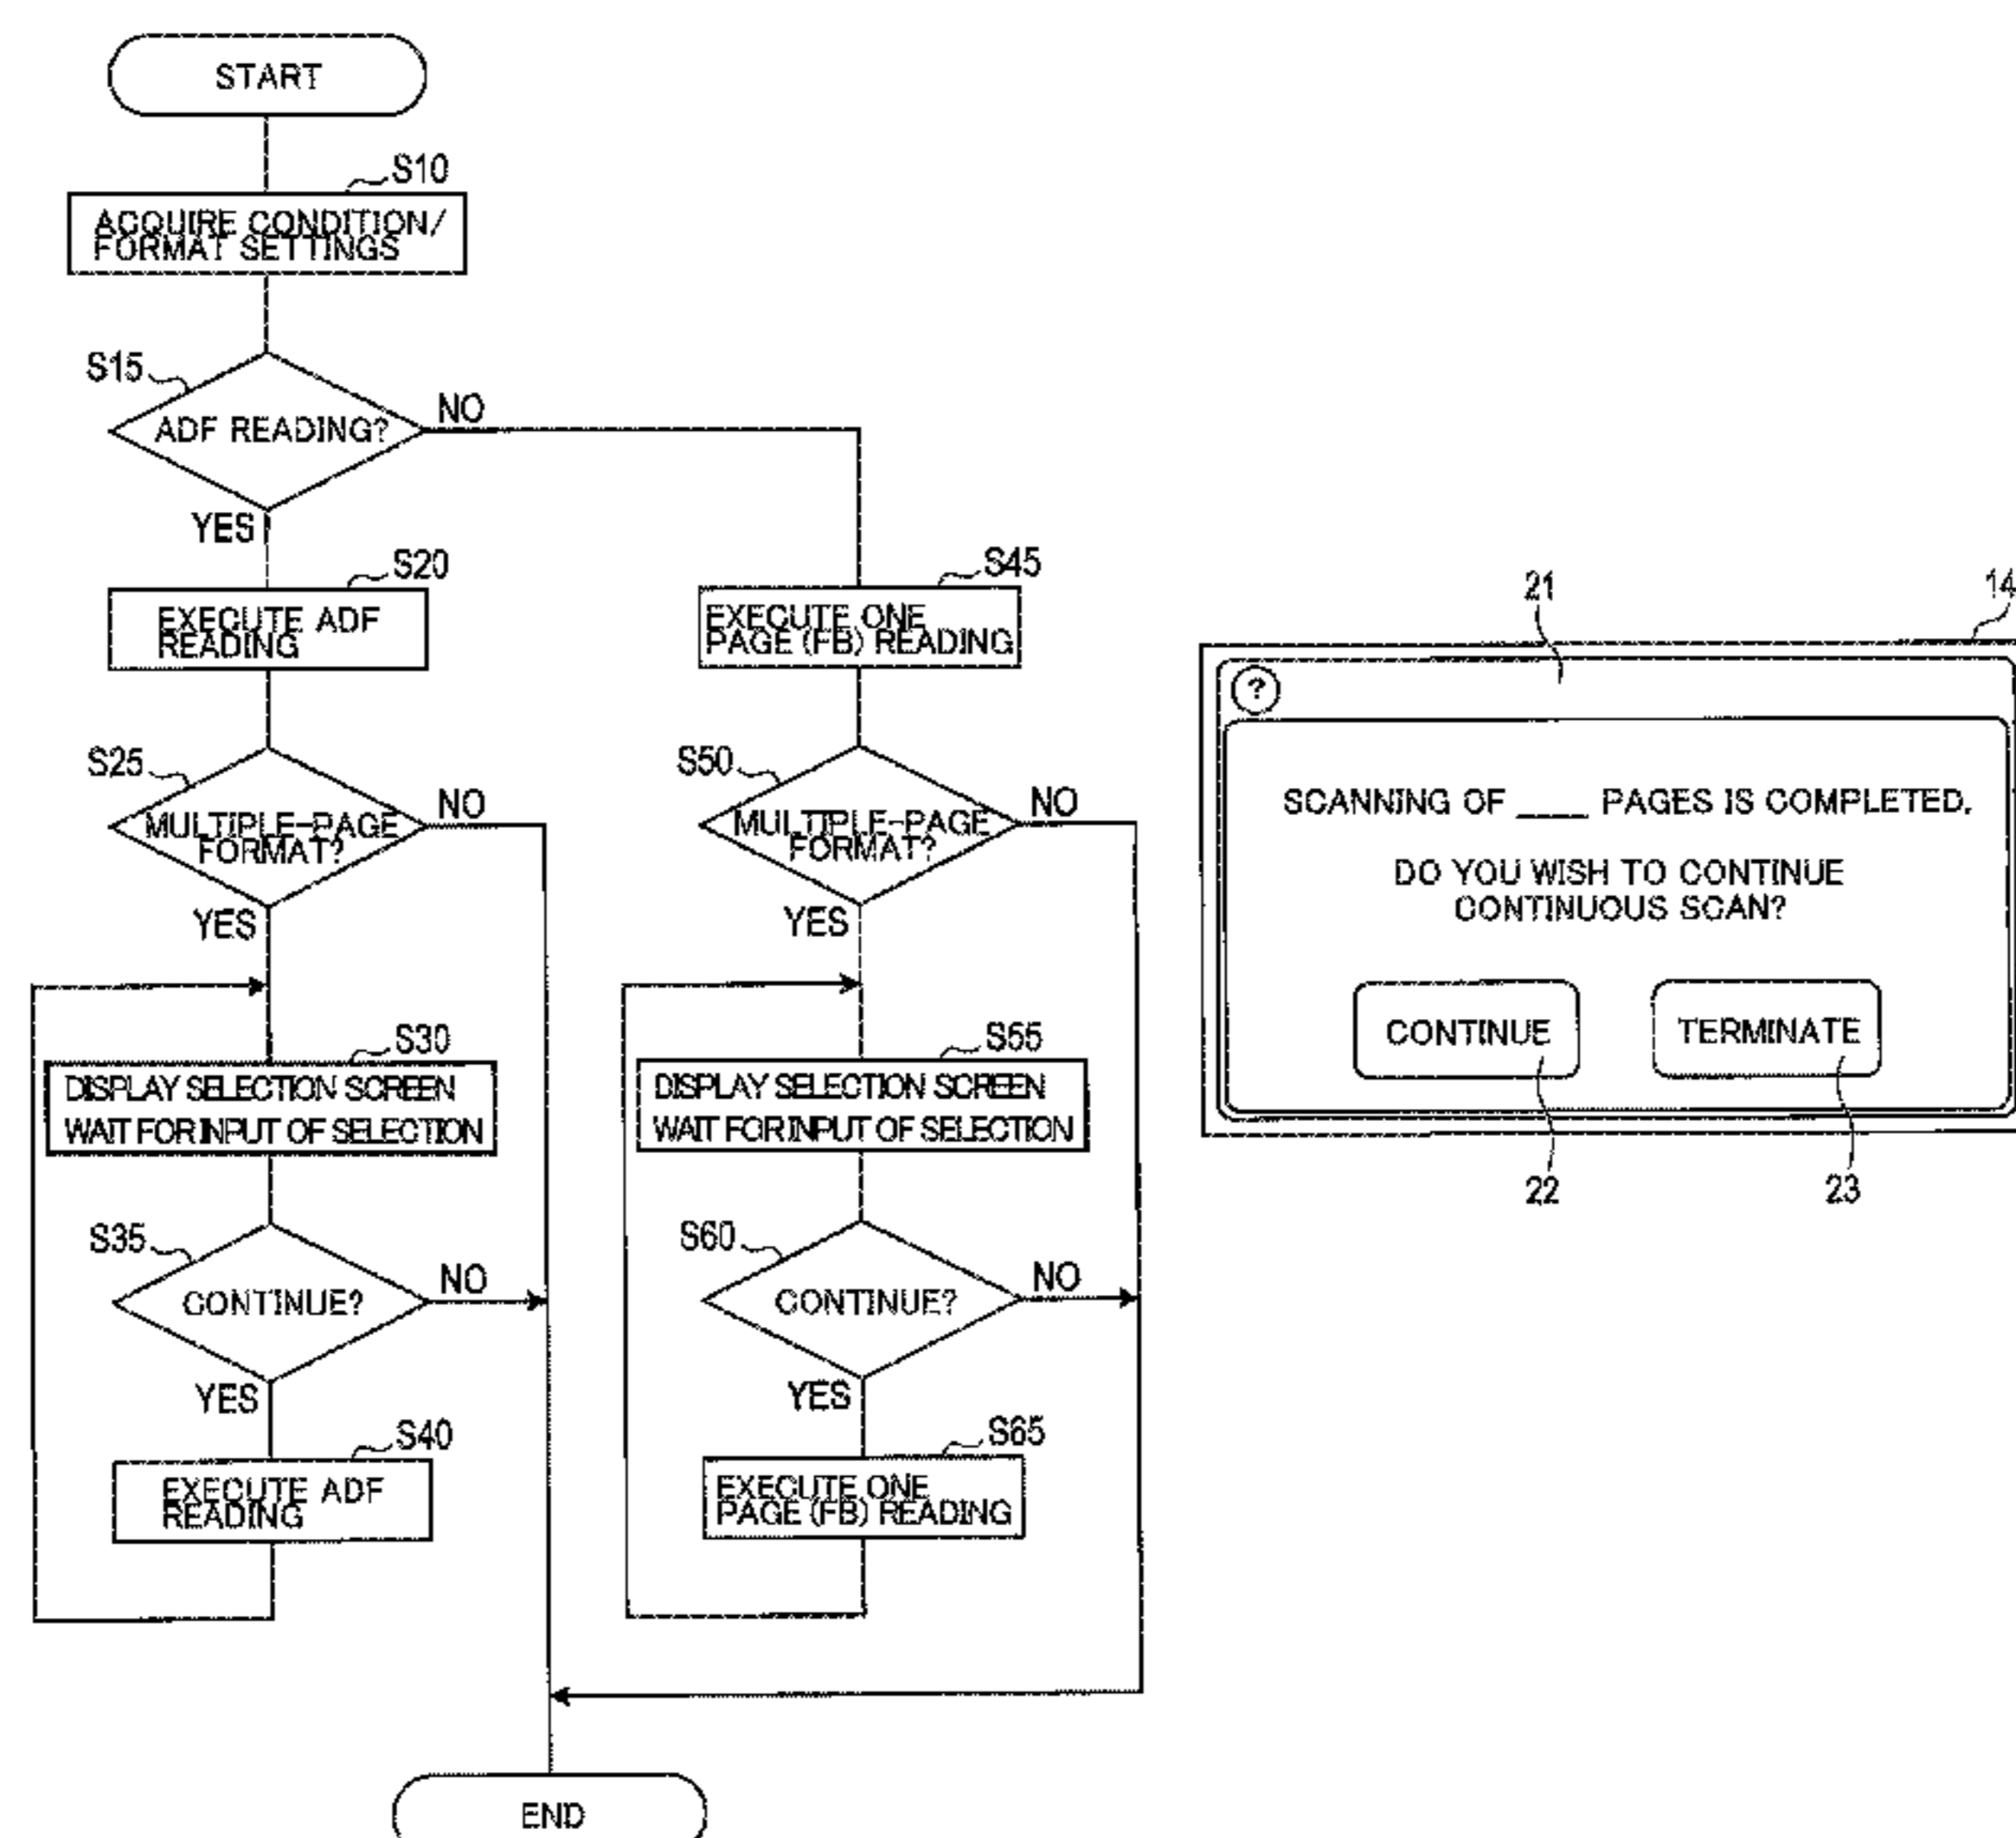 START
S10
ACQUIRE CONDITION/
FORMAT SETTINGS
S15
ADF READING?
NO
YES
S20
EXECUTE ADF
READING
S25
MULTIPLE-PAGE
FORMAT?
NO
YES
S30
DISPLAY SELECTION SCREEN
WAIT FOR INPUT OF SELECTION
S35
CONTINUE?
NO
YES
S40
EXECUTE ADF
READING
S45
EXECUTE ONE
PAGE (FB) READING
S50
MULTIPLE-PAGE
FORMAT?
NO
YES
S55
DISPLAY SELECTION SCREEN
WAIT FOR INPUT OF SELECTION
S60
CONTINUE?
NO
YES
S65
EXECUTE ONE
PAGE (FB) READING
END
21
14
?
SCANNING OF ____ PAGES IS COMPLETED.
DO YOU WISH TO CONTINUE
CONTINUOUS SCAN?
CONTINUE
TERMINATE
22
23